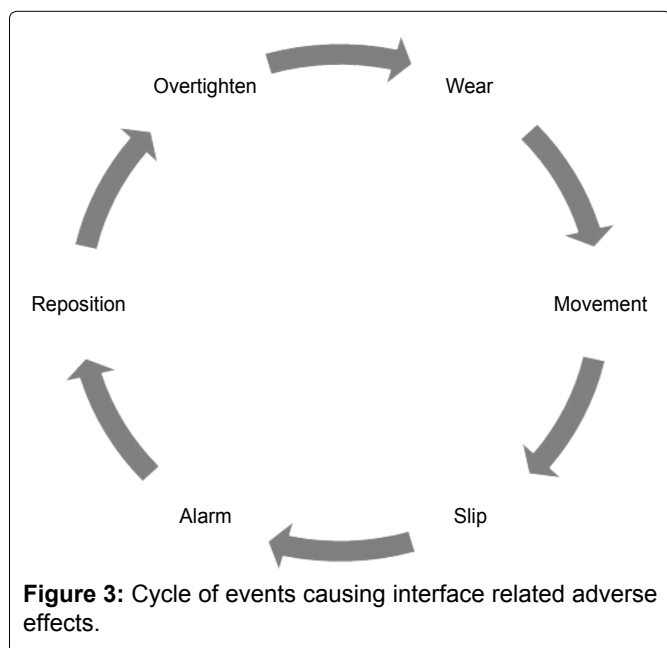 Overtighten
Wear
Movement
Slip
Alarm
Reposition
Figure 3: Cycle of events causing interface related adverse
effects.